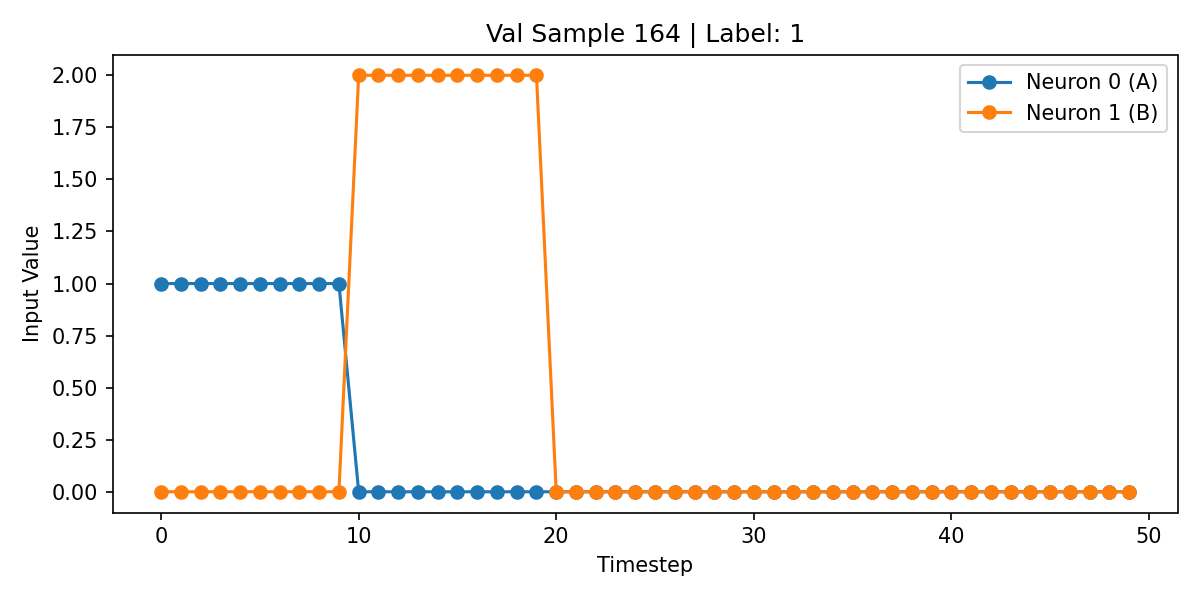 Val Sample 164 | Label: 1
Neuron 0 (A)
Neuron 1 (B)
2.00
1.75
1.50
1.25
1.00
0.75
0.50
0.25
0.00
Input Value
0 10 20 30 40 50
Timestep